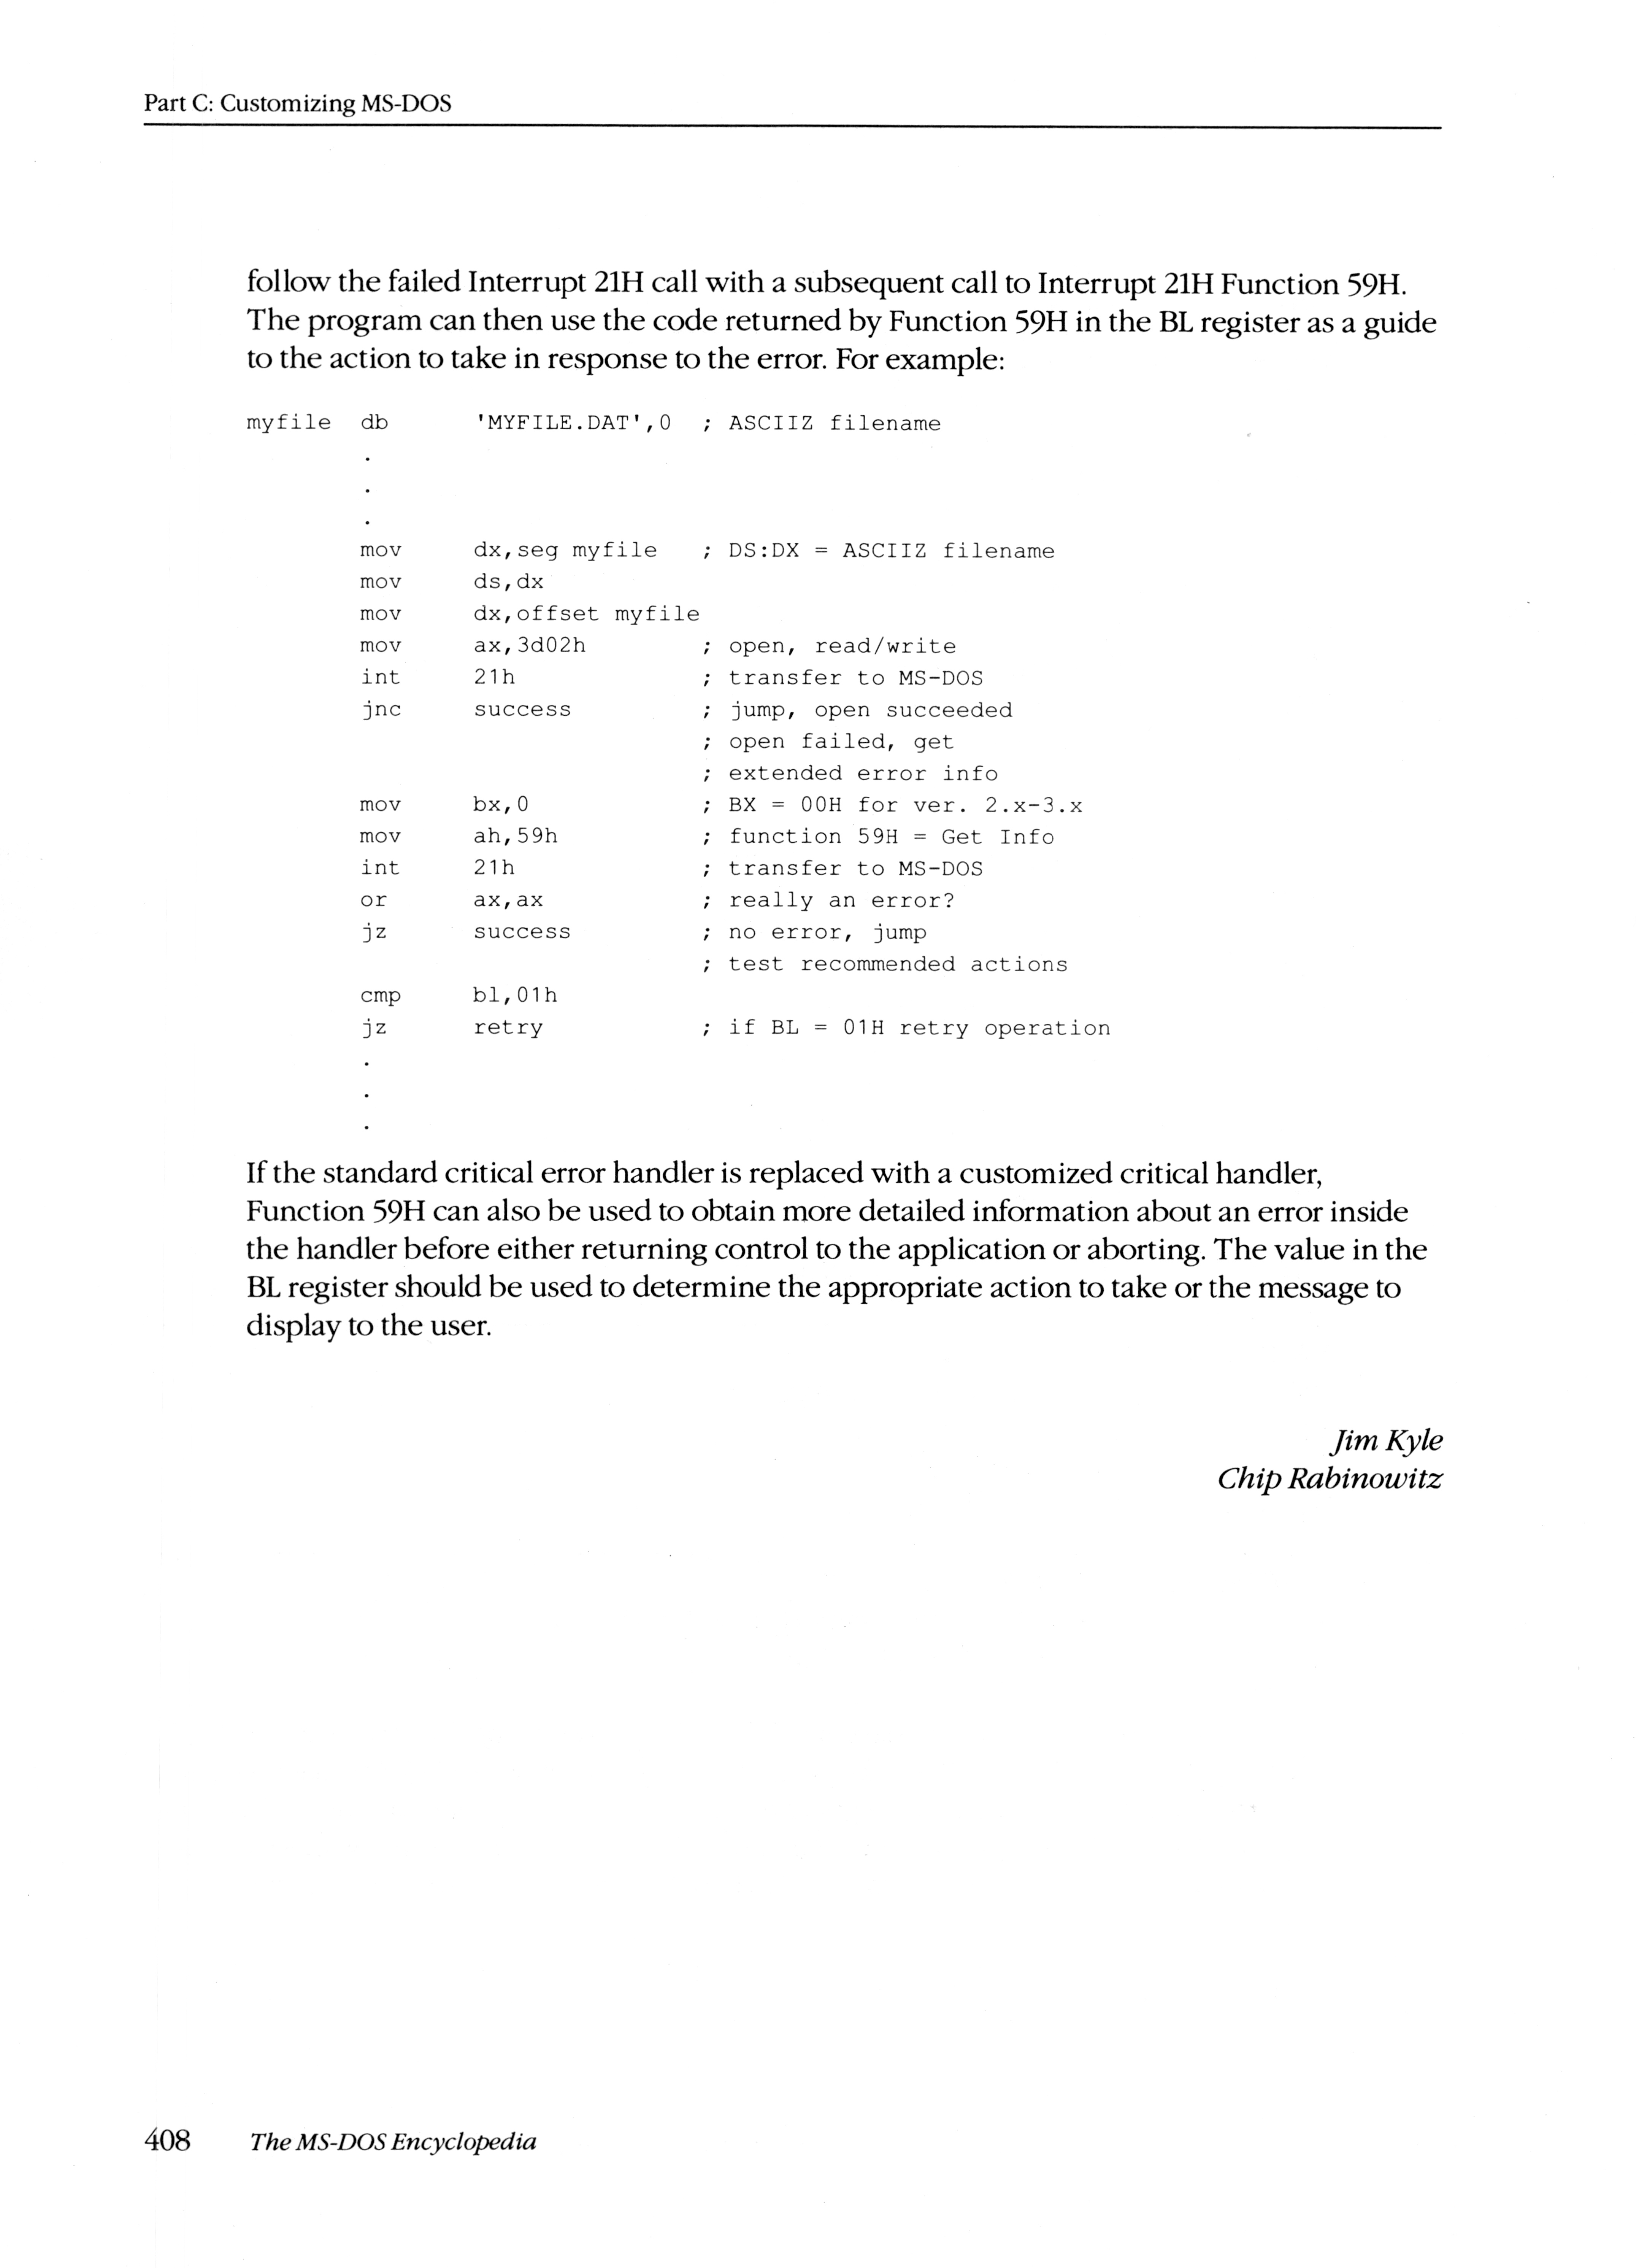 Part C: Customizing MS-DOS
follow the failed Interrupt 21H call with a subsequent call to Interrupt 21H Function 59H.
The program can then use the code returned by Function 59H in the BL register as a guide
to the action to take in response to the error. For example:
myfile db 'MYFILE.DAT',0 ; ASCIIZ filename
.
.
.
mov dx,seg myfile ; DS:DX = ASCIIZ filename
mov ds,dx
mov dx,offset myfile
mov ax,3d02h ; open, read/write
int 21h ; transfer to MS-DOS
jnc success ; jump, open succeeded
; open failed, get
; extended error info
mov bx,0 ; BX = 00H for ver. 2.x-3.x
mov ah,59h ; function 59H = Get Info
int 21h ; transfer to MS-DOS
or ax,ax ; really an error?
jz success ; no error, jump
; test recommended actions
cmp bl,01h
jz retry ; if BL = 01H retry operation
.
.
.
If the standard critical error handler is replaced with a customized critical handler,
Function 59H can also be used to obtain more detailed information about an error inside
the handler before either returning control to the application or aborting. The value in the
BL register should be used to determine the appropriate action to take or the message to
display to the user.
Jim Kyle
Chip Rabinowitz
408 The MS-DOS Encyclopedia